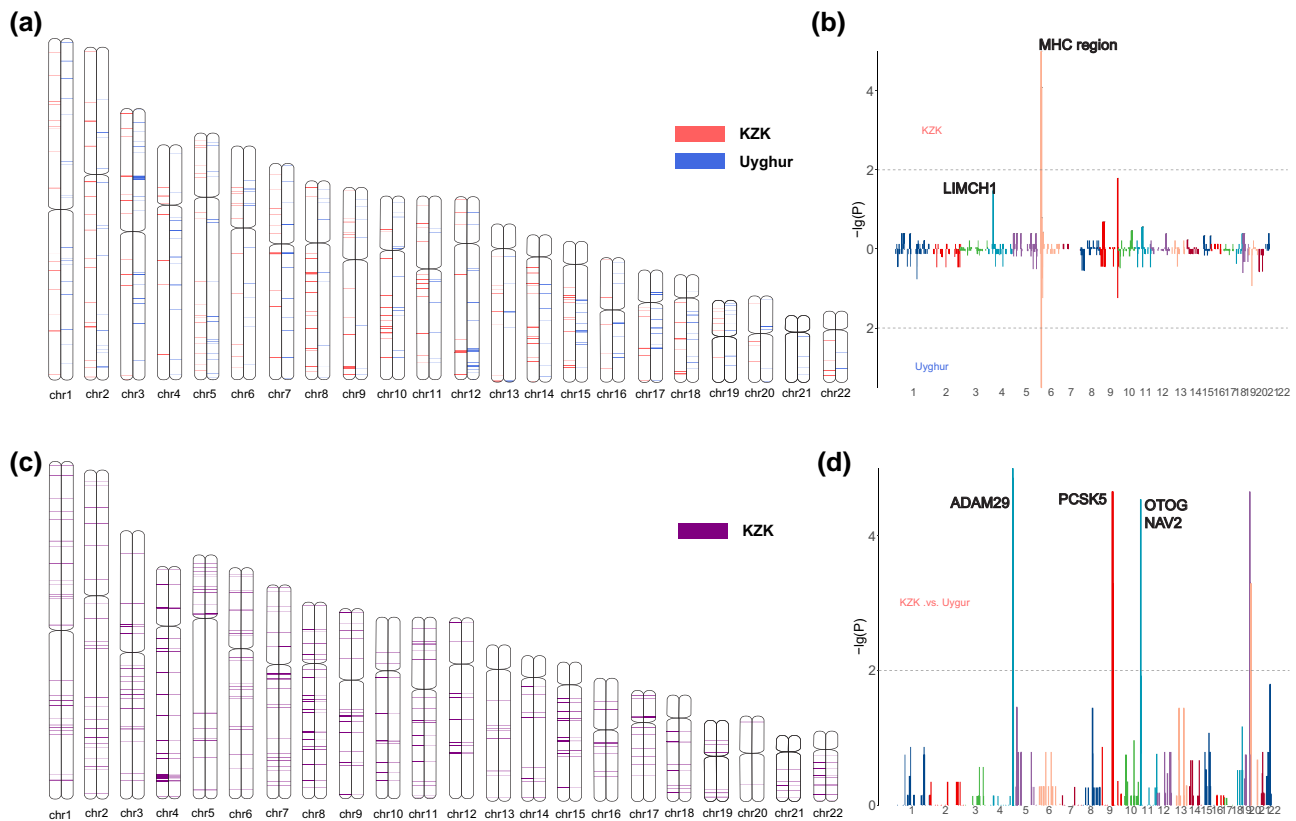 (a)
KZK
Uyghur
chr1 chr2 chr3 chr4 chr5 chr6 chr7 chr8 chr9 chr10 chr11 chr12 chr13 chr14 chr15 chr16 chr17 chr18 chr19 chr20 chr21 chr22
(b)
MHC region
4
KZK
2
LIMCH1
−lg(P)
0
2
Uyghur
1 2 3 4 5 6 7 8 9 10 11 12 13 14 15 16 17 18 19 20 21 22
(c)
KZK
chr1 chr2 chr3 chr4 chr5 chr6 chr7 chr8 chr9 chr10 chr11 chr12 chr13 chr14 chr15 chr16 chr17 chr18 chr19 chr20 chr21 chr22
(d)
ADAM29
PCSK5
OTOG
NAV2
4
KZK .vs. Uygur
−lg(P)
2
0
1 2 3 4 5 6 7 8 9 10 11 12 13 14 15 16 17 18 19 20 21 22